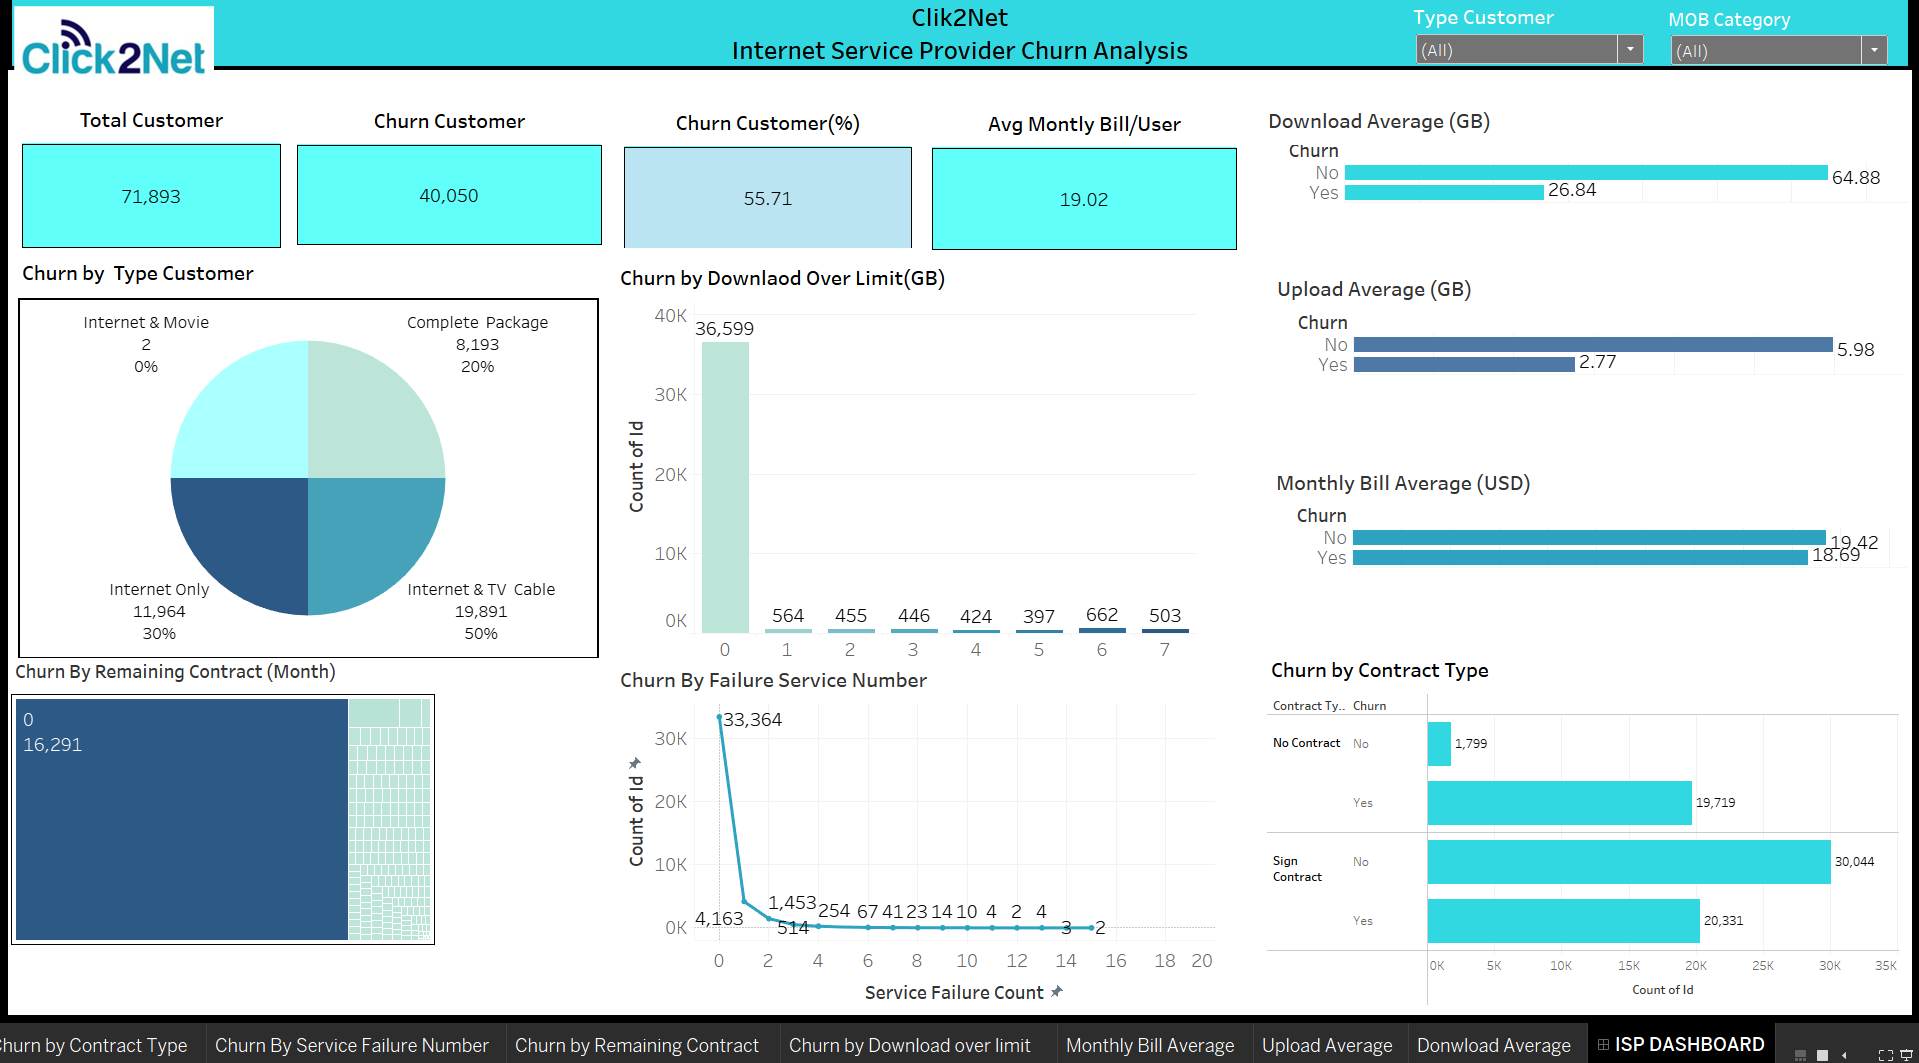 Click2Net
Clik2Net
Internet Service Provider Churn Analysis
Type Customer
(All)
MOB Category
(All)
Total Customer
71,893
Churn Customer
40,050
Churn Customer(%)
55.71
Avg Montly Bill/User
19.02
Download Average (GB)
Churn
No
64.88
Yes
26.84
Churn by Type Customer
Internet & Movie
2
0%
Complete Package
8,193
20%
Internet Only
11,964
30%
Internet & TV Cable
19,891
50%
Churn by Downlaod Over Limit(GB)
Count of Id
40K
30K
20K
10K
0K
36,599
564
455
446
424
397
662
503
0
1
2
3
4
5
6
7
Upload Average (GB)
Churn
No
5.98
Yes
2.77
Monthly Bill Average (USD)
Churn
No
19.42
Yes
18.69
Churn By Remaining Contract (Month)
0
16,291
Churn By Failure Service Number
Count of Id
30K
20K
10K
0K
33,364
4,163
1,453
514
254
67
41
23
14
10
4
2
4
3
2
0
2
4
6
8
10
12
14
16
18
20
Service Failure Count
Churn by Contract Type
Contract Ty..
Churn
No Contract
No
1,799
Yes
19,719
Sign
Contract
No
30,044
Yes
20,331
0K
5K
10K
15K
20K
25K
30K
35K
Count of Id
hurn by Contract Type
Churn By Service Failure Number
Churn by Remaining Contract
Churn by Download over limit
Monthly Bill Average
Upload Average
Donwload Average
ISP DASHBOARD